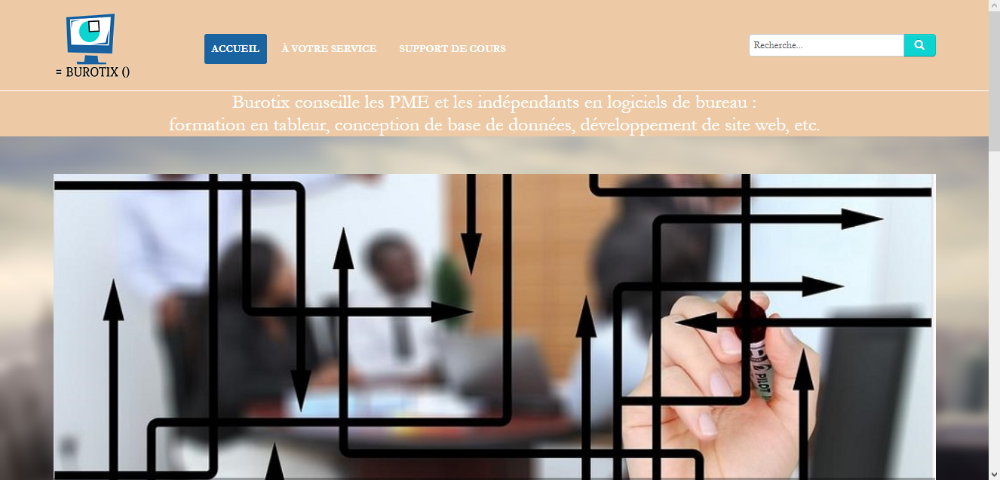 = BUROTIX ()
ACCUEIL
À VOTRE SERVICE
SUPPORT DE COURS
Recherche...
Burotix conseille les PME et les indépendants en logiciels de bureau :
formation en tableur, conception de base de données, développement de site web, etc.
PILOT